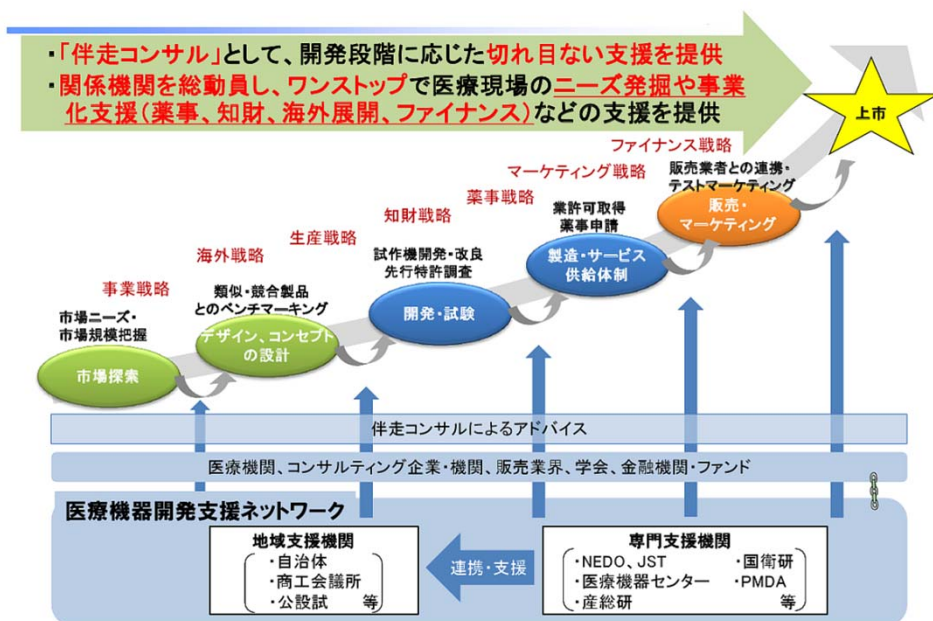 ・「伴走コンサル」として、開発段階に応じた切れ目ない支援を提供
・関係機関を総動員し、ワンストップで医療現場のニーズ発掘や事業
化支援(薬事、知財、海外展開、ファイナンス)などの支援を提供
上市
ファイナンス戦略
マーケティング戦略
販売業者との連携・
テストマーケティング
薬事戦略
販売・
マーケティング
知財戦略
業許可取得
薬事申請
生産戦略
製造・サービス
供給体制
海外戦略
試作機開発・改良
先行特許調査
事業戦略
類似・競合製品
とのベンチマーキング
開発・試験
市場ニーズ・
市場規模把握
デザイン、コンセプト
の設計
市場探索
伴走コンサルによるアドバイス
医療機関、コンサルティング企業・機関、販売業界、学会、金融機関・ファンド
医療機器開発支援ネットワーク
地域支援機関
・自治体
・商工会議所
・公設試 等
連携・支援
専門支援機関
・NEDO、JST ・国衛研
・医療機器センター ・PMDA
・産総研 等